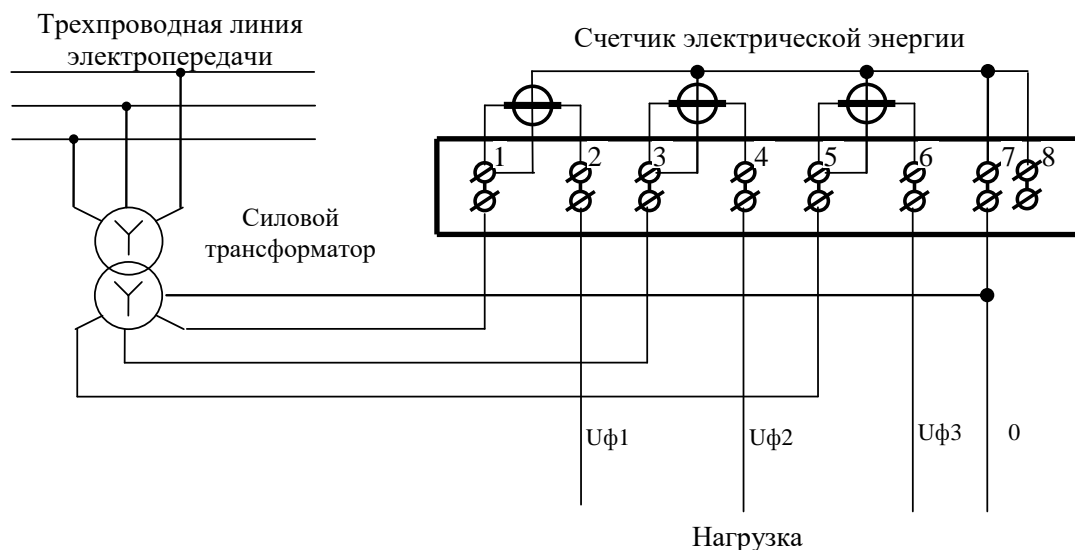 Трехпроводная линия
электропередачи
Счетчик электрической энергии
1 2 3 4 5 6 7 8
Силовой
трансформатор
Uф1 Uф2 Uф3 0
Нагрузка